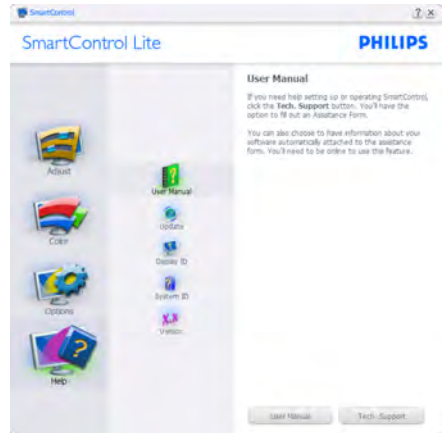 SmartControl
SmartControl Lite
PHILIPS
Adjust
Color
Options
Help
User Manual
Update
Display ID
System ID
Version
User Manual
If you need help setting up or operating SmartControl,
click the Tech. Support button. You'll have the
option to fill out an Assistance Form.
You can also choose to have information about your
software automatically attached to the assistance
form. You'll need to be online to use this feature.
User Manual
Tech. Support